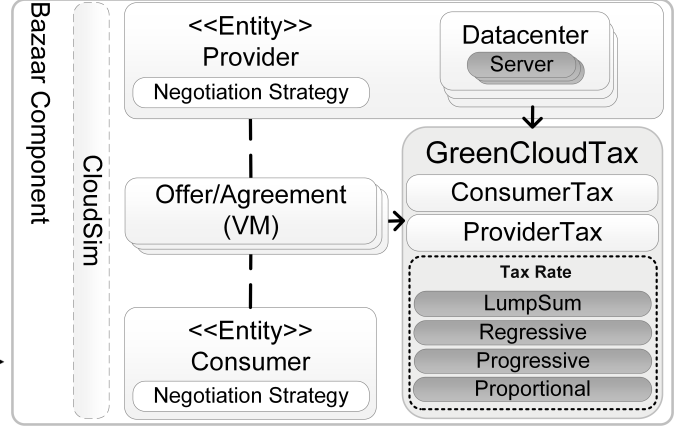 Bazaar Component
CloudSim
<<Entity>>
Provider
Negotiation Strategy
Datacenter
Server
Offer/Agreement
(VM)
GreenCloudTax
ConsumerTax
ProviderTax
Tax Rate
LumpSum
Regressive
Progressive
Proportional
<<Entity>>
Consumer
Negotiation Strategy